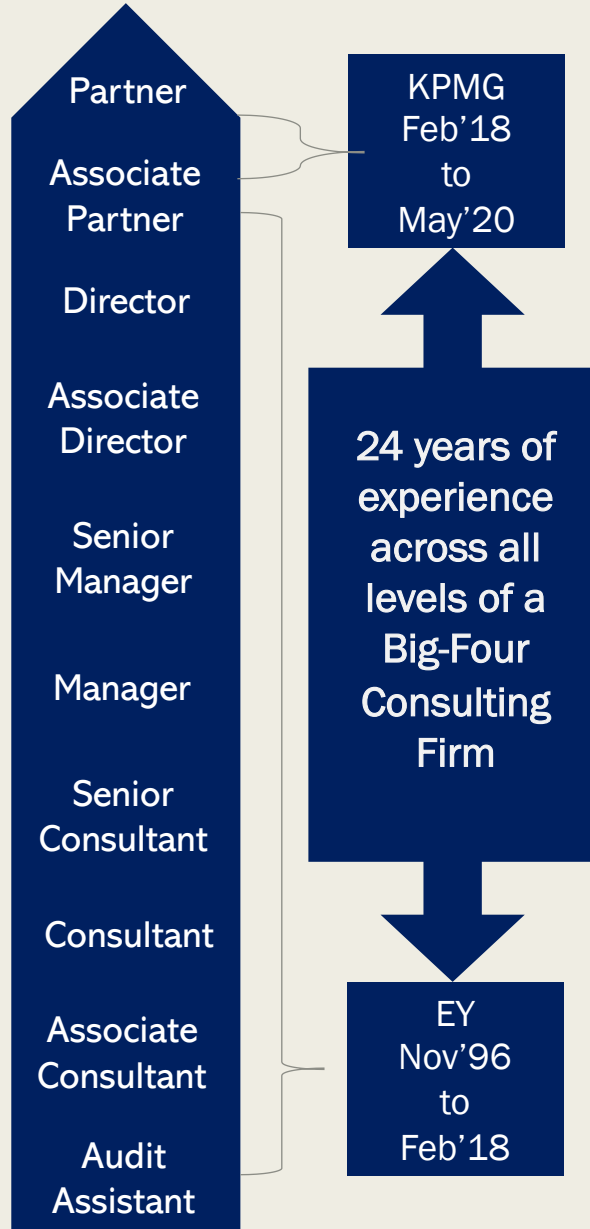 Partner
Associate
Partner
Director
Associate
Director
Senior
Manager
Manager
Senior
Consultant
Consultant
Associate
Consultant
Audit
Assistant
KPMG
Feb’18
to
May’20
24 years of
experience
across all
levels of a
Big-Four
Consulting
Firm
EY
Nov’96
to
Feb’18